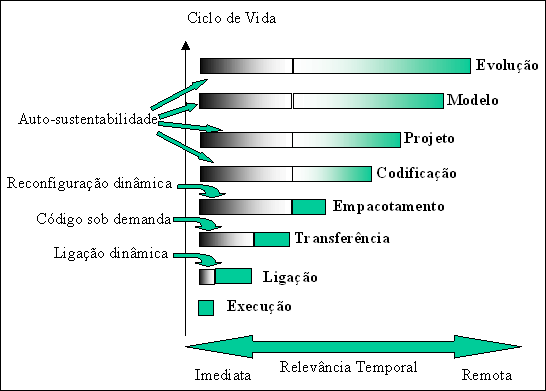 Ciclo de Vida
Evolução
Modelo
Auto-sustentabilidade
Projeto
Codificação
Reconfiguração dinâmica
Empacotamento
Código sob demanda
Transferência
Ligação dinâmica
Ligação
Execução
Relevância Temporal
Imediata
Remota